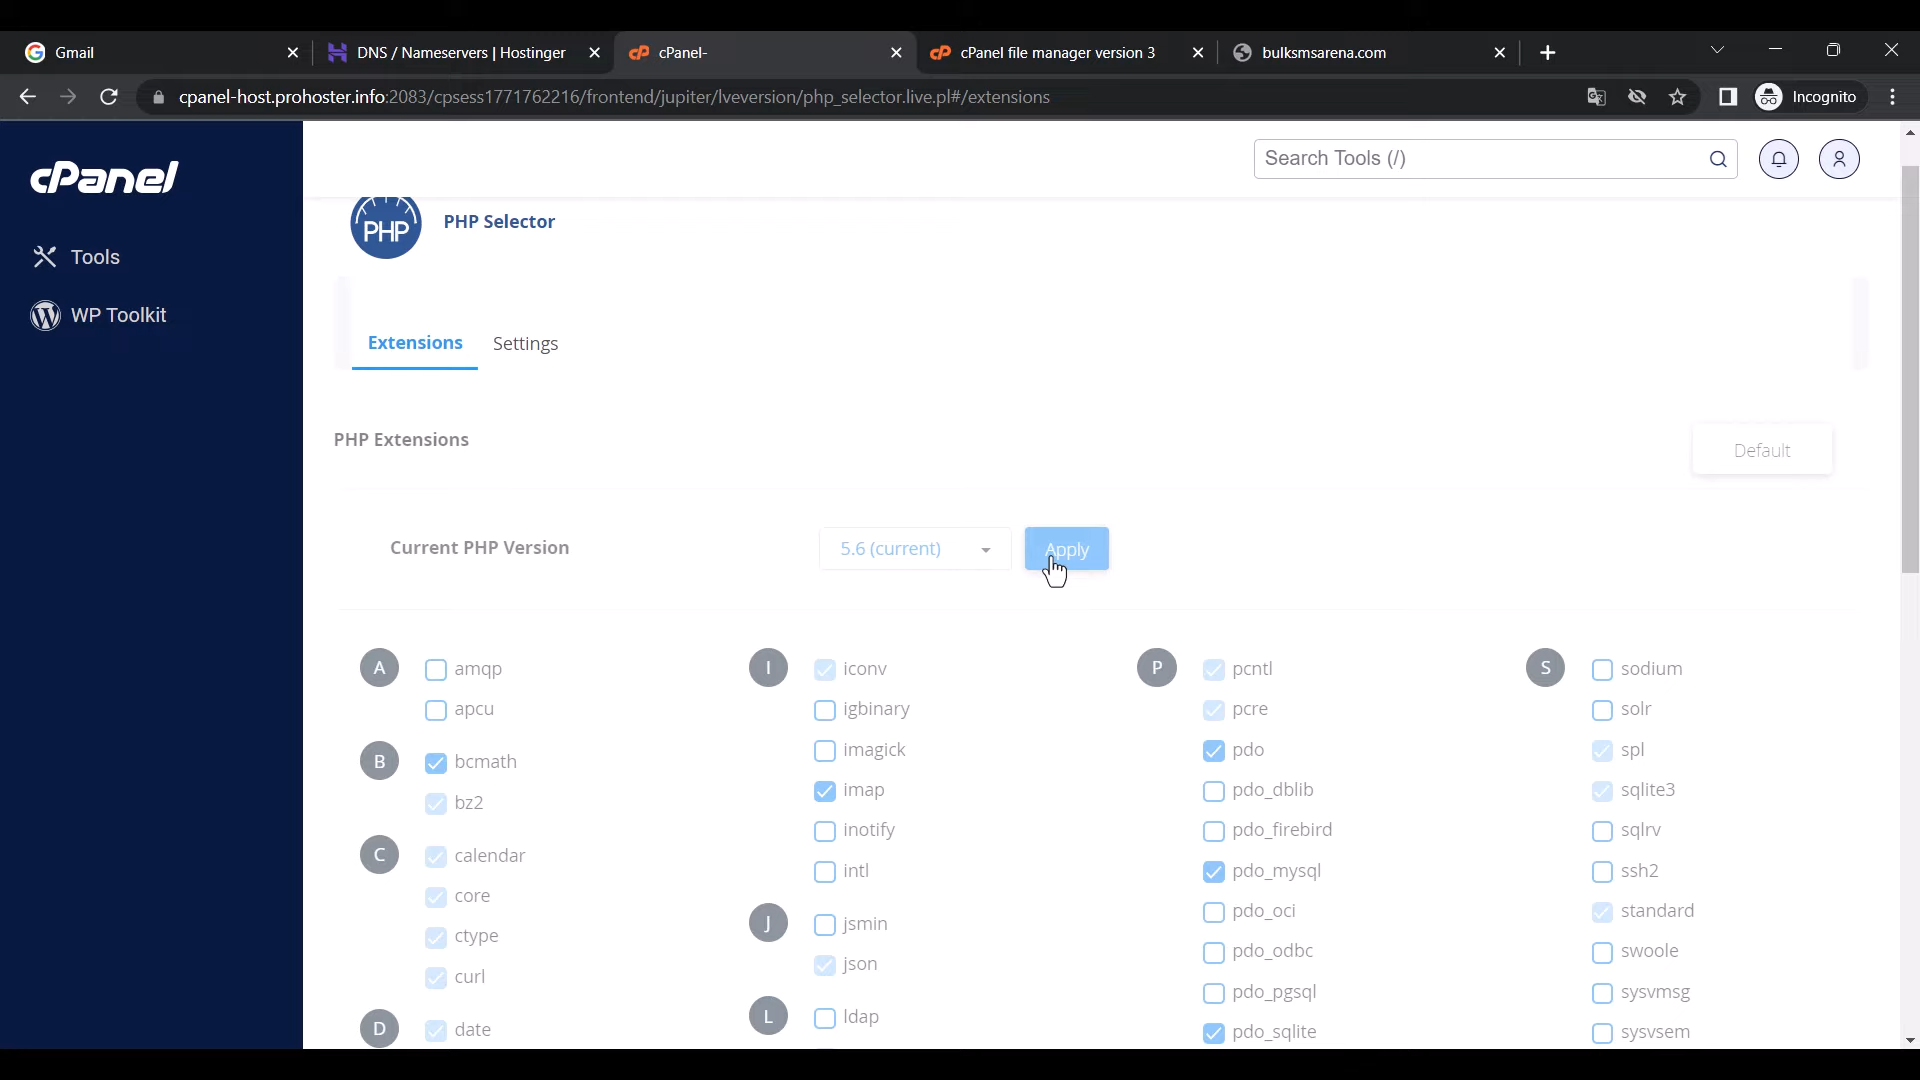 Gmail
DNS / Nameservers | Hostinger
cPanel-
cPanel file manager version 3
bulksmsarena.com
cpanel-host.prohoster.info:2083/cpsess1771762216/frontend/jupiter/lveversion/php_selector.live.pl#/extensions
Incognito
cPanel
Search Tools (/)
Tools
WP Toolkit
PHP
PHP Selector
Extensions
Settings
PHP Extensions
Default
Current PHP Version
5.6 (current)
Apply
A
amqp
apcu
B
bcmath
bz2
C
calendar
core
ctype
curl
D
date
I
iconv
igbinary
imagick
imap
inotify
intl
J
jsmin
json
L
ldap
P
pcntl
pcre
pdo
pdo_dblib
pdo_firebird
pdo_mysql
pdo_oci
pdo_odbc
pdo_pgsql
pdo_sqlite
S
sodium
solr
spl
sqlite3
sqlrv
ssh2
standard
swoole
sysvmsg
sysvsem